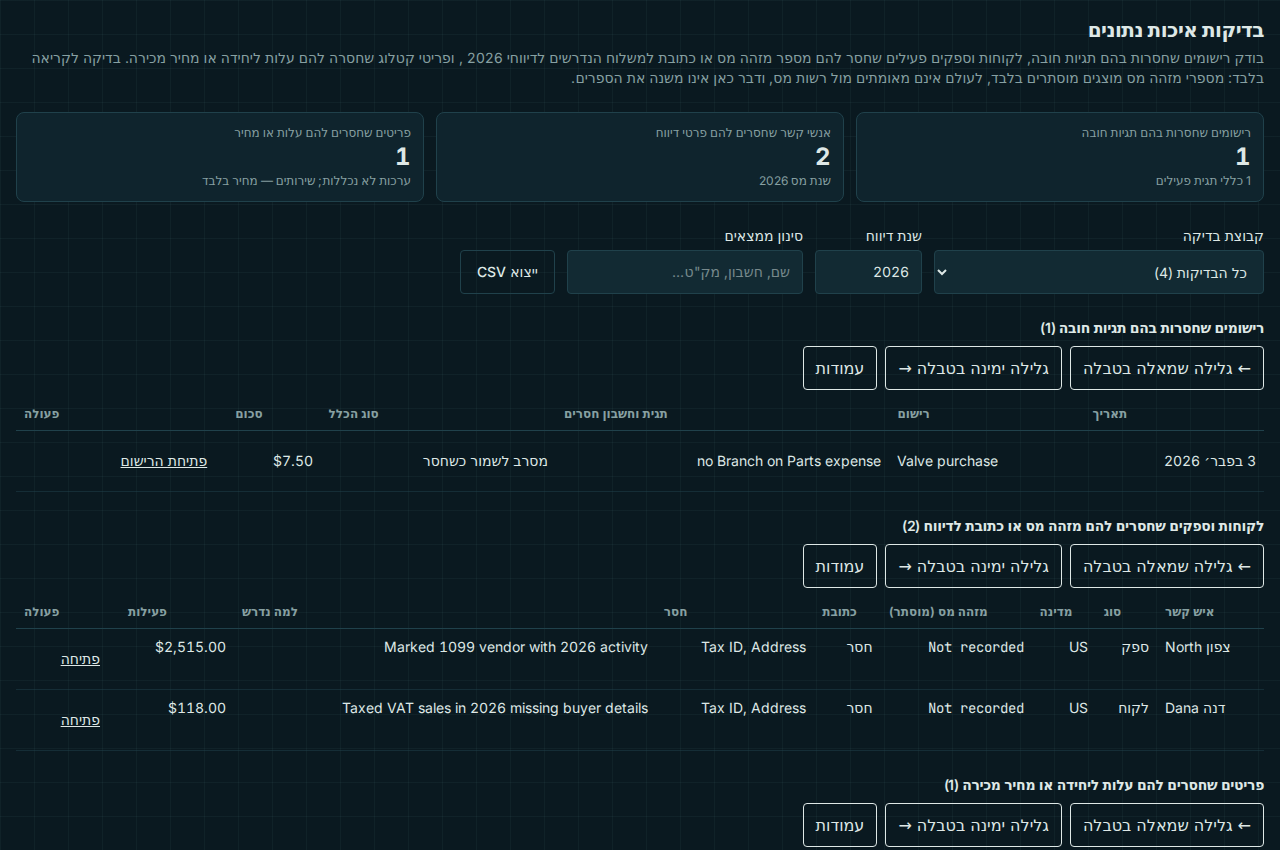 בדיקות איכות נתונים
בודק רישומים שחסרות בהם תגיות חובה, לקוחות וספקים פעילים שחסר להם מספר מזהה מס או כתובת למשלוח הנדרשים לדיווחי 2026 , ופריטי קטלוג שחסרה להם עלות ליחידה או מחיר מכירה. בדיקה לקריאה
בלבד: מספרי מזהה מס מוצגים מוסתרים בלבד, לעולם אינם מאומתים מול רשות מס, ודבר כאן אינו משנה את הספרים.
רישומים שחסרות בהם תגיות חובה
1
1 כללי תגית פעילים
אנשי קשר שחסרים להם פרטי דיווח
2
שנת מס 2026
פריטים שחסרים להם עלות או מחיר
1
ערכות לא נכללות; שירותים — מחיר בלבד
קבוצת בדיקה
כל הבדיקות (4)
שנת דיווח
2026
סינון ממצאים
שם, חשבון, מק"ט...
ייצוא CSV
רישומים שחסרות בהם תגיות חובה (1)
← גלילה שמאלה בטבלה
גלילה ימינה בטבלה →
עמודות
תאריך רישום תגית וחשבון חסרים סוג הכלל סכום פעולה
3 בפבר׳ 2026 Valve purchase no Branch on Parts expense מסרב לשמור כשחסר $7.50 פתיחת הרישום
לקוחות וספקים שחסרים להם מזהה מס או כתובת לדיווח (2)
← גלילה שמאלה בטבלה
גלילה ימינה בטבלה →
עמודות
איש קשר סוג מדינה מזהה מס (מוסתר) כתובת חסר למה נדרש פעילות פעולה
צפון North ספק US Not recorded חסר Tax ID, Address Marked 1099 vendor with 2026 activity $2,515.00 פתיחה
דנה Dana לקוח US Not recorded חסר Tax ID, Address Taxed VAT sales in 2026 missing buyer details $118.00 פתיחה
פריטים שחסרים להם עלות ליחידה או מחיר מכירה (1)
← גלילה שמאלה בטבלה
גלילה ימינה בטבלה →
עמודות